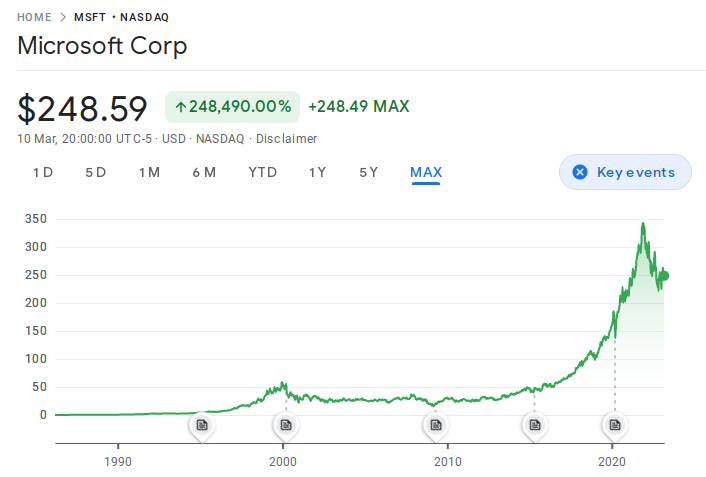 HOME > MSFT • NASDAQ
Microsoft Corp
$248.59 ↑248,490.00% +248.49 MAX
10 Mar, 20:00:00 UTC-5 · USD · NASDAQ · Disclaimer
1D 5D 1M 6M YTD 1Y 5Y MAX Key events
350
300
250
200
150
100
50
0
1990 2000 2010 2020